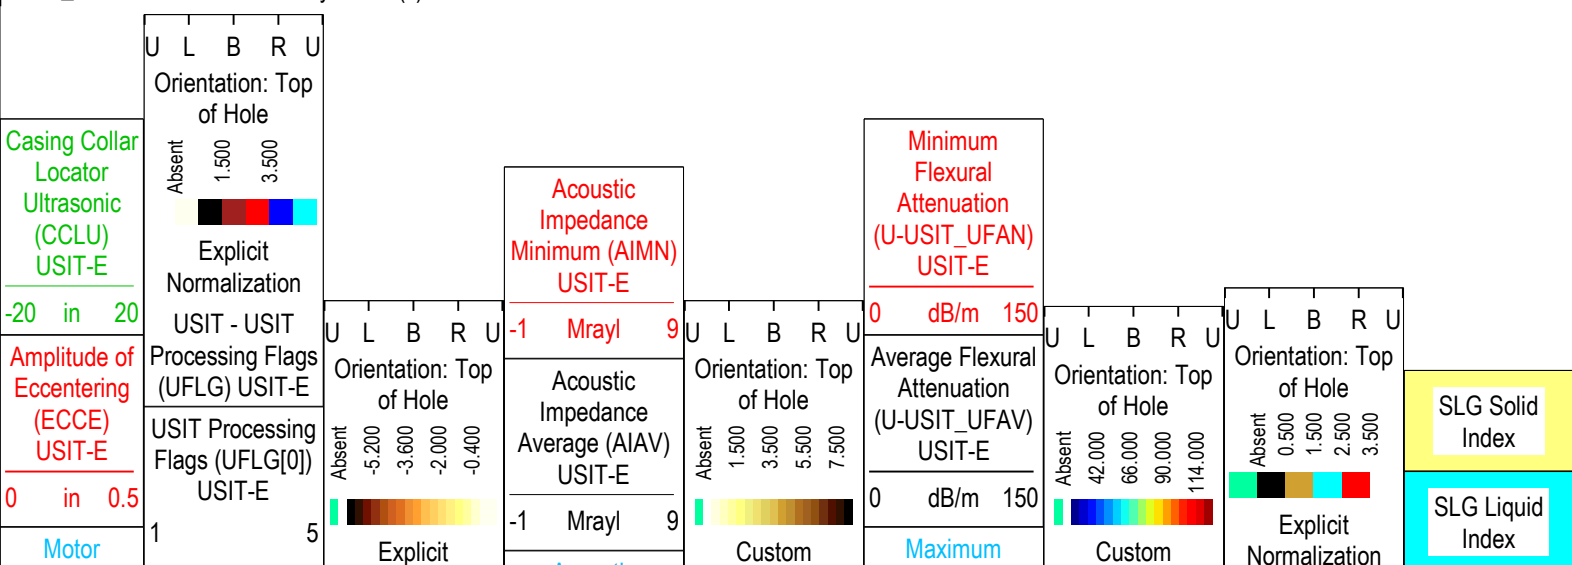 Casing Collar
Locator
Ultrasonic
(CCLU)
USIT-E
-20 in 20
Amplitude of
Eccentering
(ECCE)
USIT-E
0 in 0.5
Motor
U L B R U
Orientation: Top
of Hole
Absent 1.500 3.500
Explicit
Normalization
USIT - USIT
Processing Flags
(UFLG) USIT-E
USIT Processing
Flags (UFLG[0])
USIT-E
1 5
U L B R U
Orientation: Top
of Hole
Absent -5.200 -3.600 -2.000 -0.400
Explicit
Acoustic
Impedance
Minimum (AIMN)
USIT-E
-1 Mrayl 9
Acoustic
Impedance
Average (AIAV)
USIT-E
-1 Mrayl 9
U L B R U
Orientation: Top
of Hole
Absent 1.500 3.500 5.500 7.500
Custom
Minimum
Flexural
Attenuation
(U-USIT_UFAN)
USIT-E
0 dB/m 150
Average Flexural
Attenuation
(U-USIT_UFAV)
USIT-E
0 dB/m 150
Maximum
U L B R U
Orientation: Top
of Hole
Absent 42.000 66.000 90.000 114.000
Custom
U L B R U
Orientation: Top
of Hole
Absent 0.500 1.500 2.500 3.500
Explicit
Normalization
SLG Solid
Index
SLG Liquid
Index